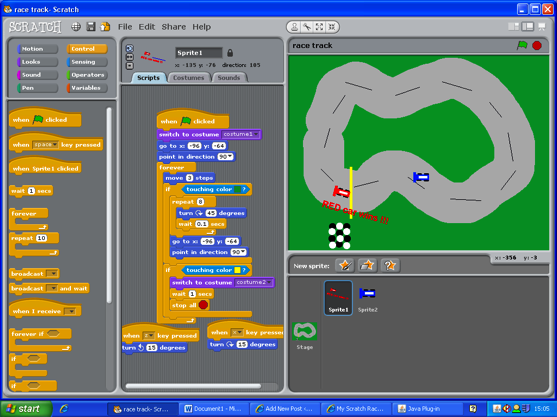 race track- Scratch
SCRATCH File Edit Share Help
Motion Control
Looks Sensing
Sound Operators
Pen Variables
when clicked
when space key pressed
when Sprite1 clicked
wait 1 secs
forever
repeat 10
broadcast
broadcast and wait
when I receive
forever if
if
if
Sprite1
x: -135 y: -76 direction: 105
Scripts Costumes Sounds
when clicked
switch to costume costume1
go to x: -96 y: -64
point in direction 90
forever
move 3 steps
if touching color ?
repeat 8
turn 45 degrees
wait 0.1 secs
go to x: -96 y: -64
point in direction 90
if touching color ?
switch to costume costume2
wait 1 secs
stop all
when key pressed
turn 15 degrees
when key pressed
turn 15 degrees
race track
RED car wins it!
x: -356 y: -3
New sprite:
Sprite1 Sprite2
Stage
start
race track- Scrat...
Document1 - Mi...
Add New Post ‹ ...
My Scratch Rac...
Java Plug-in
15:05